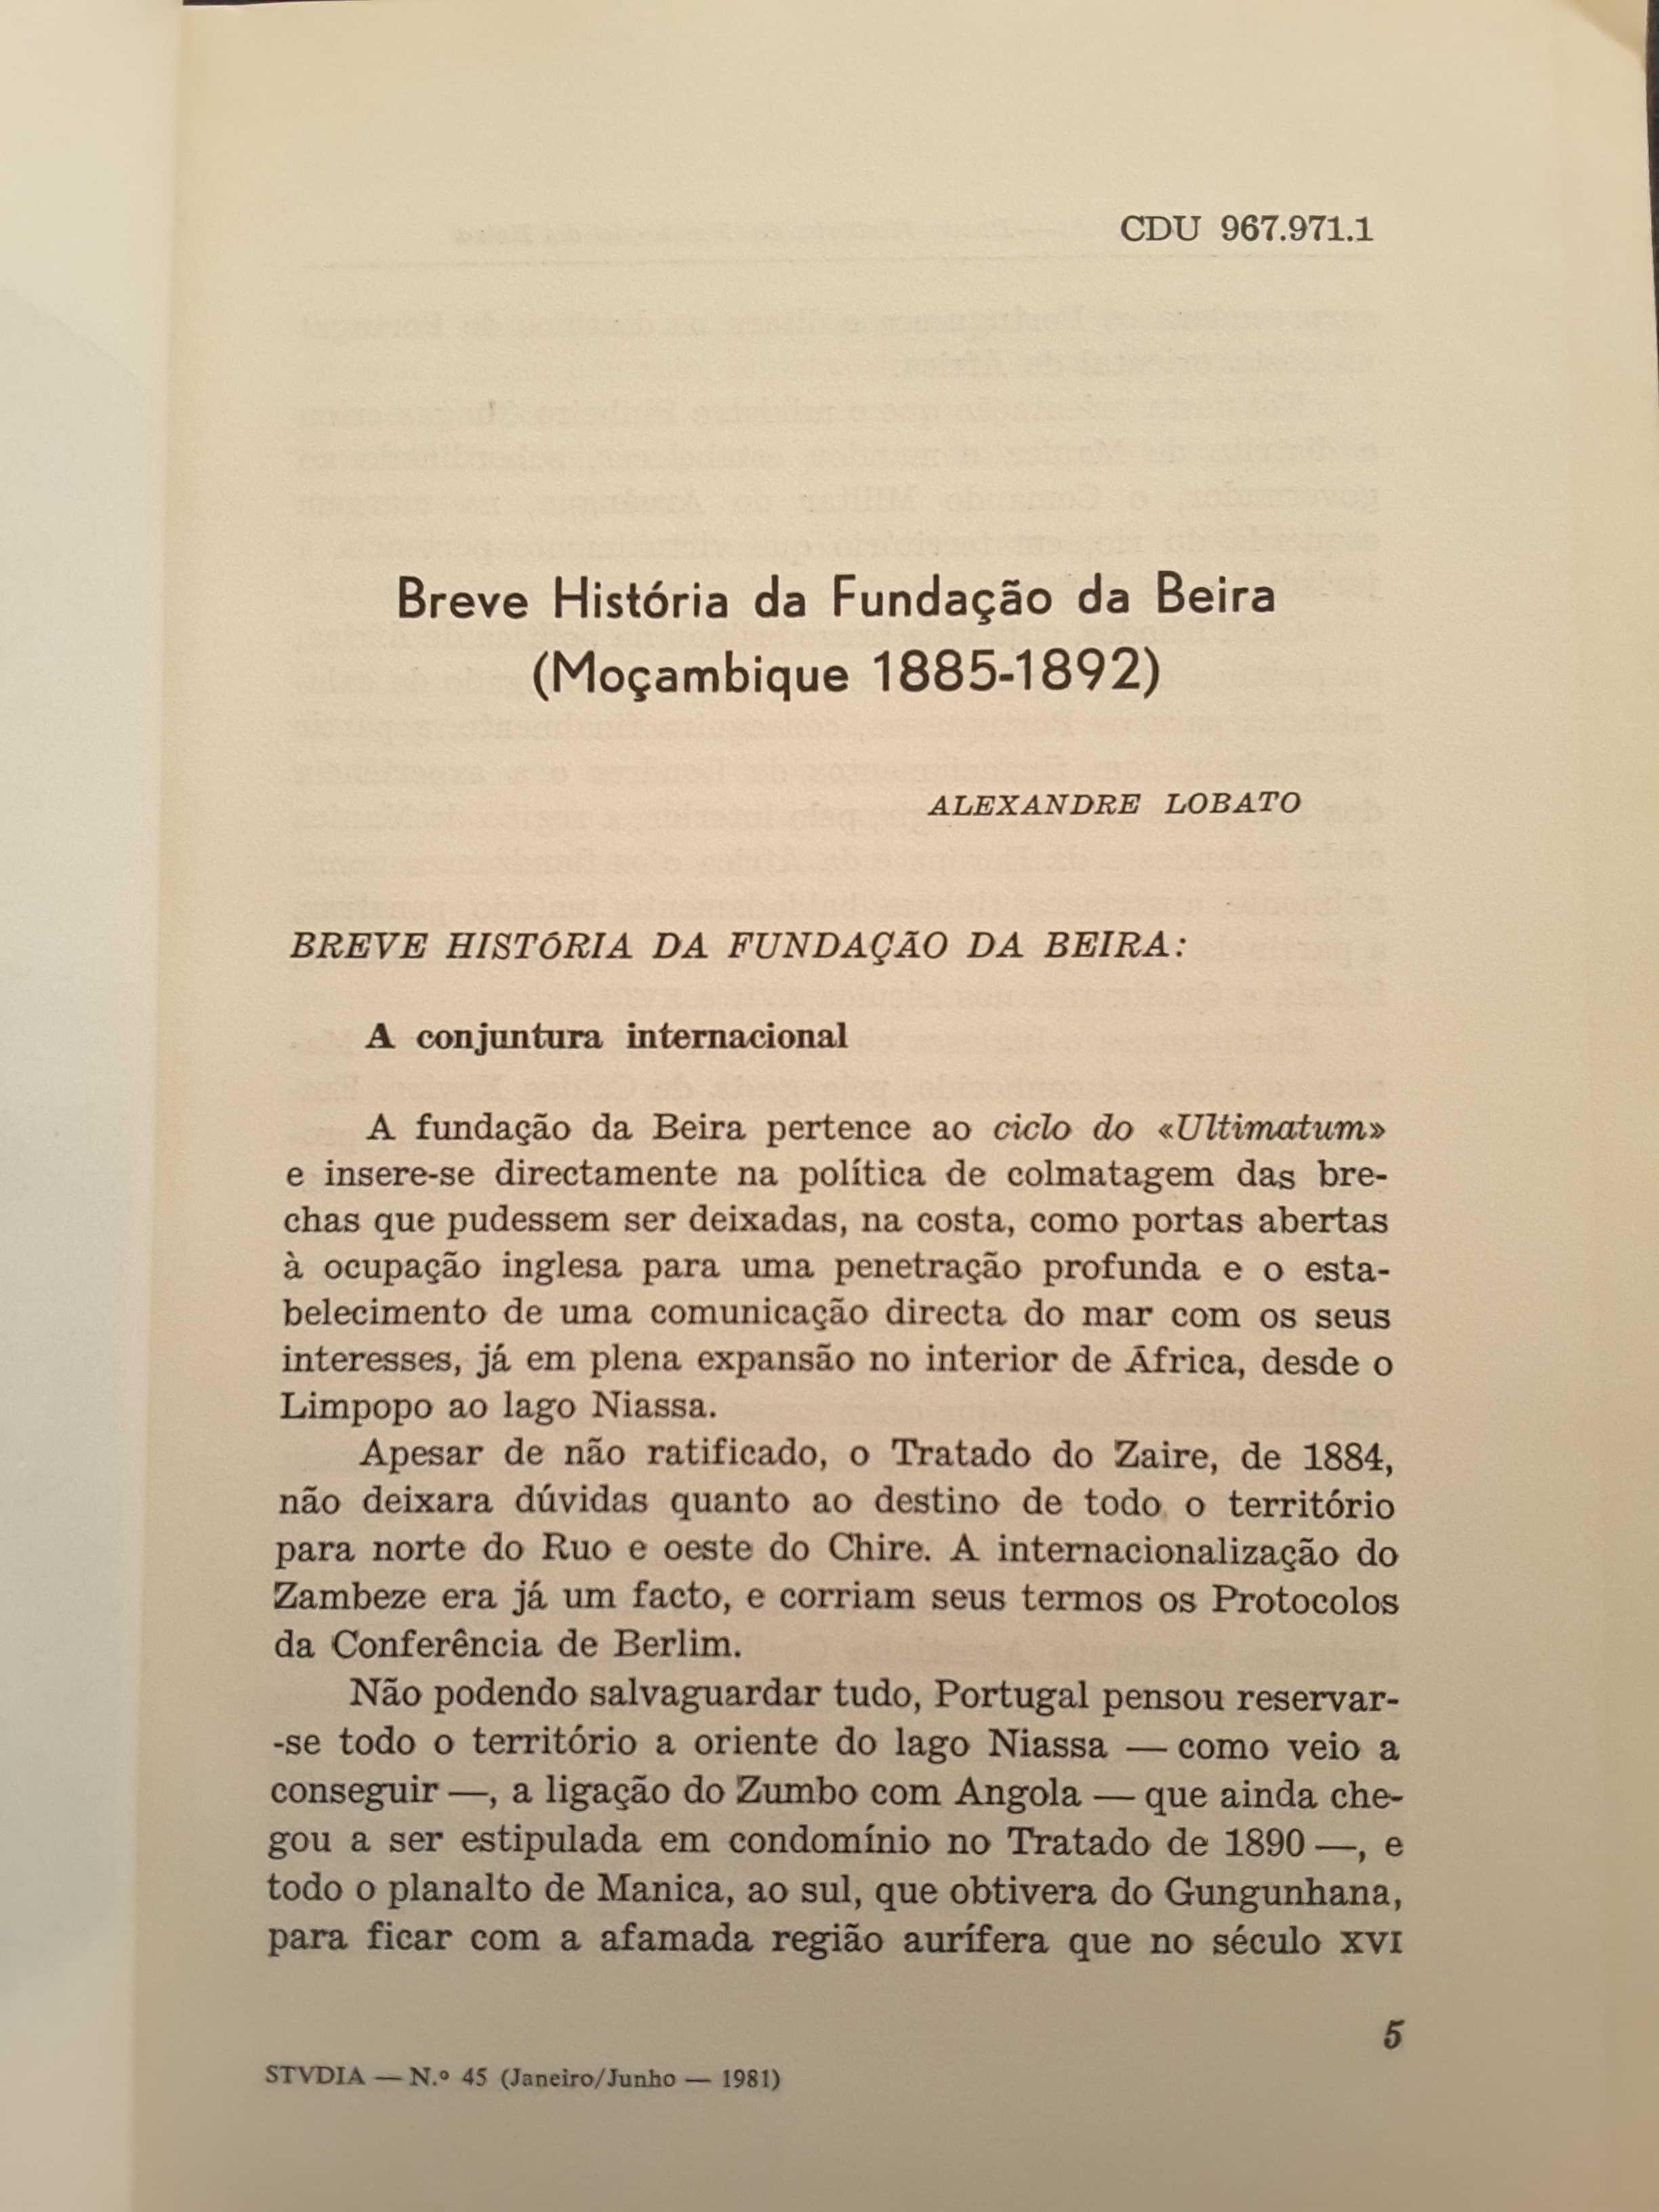 CDU 967.971.1
Breve História da Fundação da Beira
(Moçambique 1885-1892)
ALEXANDRE LOBATO
BREVE HISTÓRIA DA FUNDAÇÃO DA BEIRA:
A conjuntura internacional
A fundação da Beira pertence ao ciclo do «Ultimatum»
e insere-se directamente na política de colmatagem das bre-
chas que pudessem ser deixadas, na costa, como portas abertas
à ocupação inglesa para uma penetração profunda e o esta-
belecimento de uma comunicação directa do mar com os seus
interesses, já em plena expansão no interior de África, desde o
Limpopo ao lago Niassa.
Apesar de não ratificado, o Tratado do Zaire, de 1884,
não deixara dúvidas quanto ao destino de todo o território
para norte do Ruo e oeste do Chire. A internacionalização do
Zambeze era já um facto, e corriam seus termos os Protocolos
da Conferência de Berlim.
Não podendo salvaguardar tudo, Portugal pensou reservar-
-se todo o território a oriente do lago Niassa — como veio a
conseguir —, a ligação do Zumbo com Angola — que ainda che-
gou a ser estipulada em condomínio no Tratado de 1890 —, e
todo o planalto de Manica, ao sul, que obtivera do Gungunhana,
para ficar com a afamada região aurífera que no século XVI
5
STVDIA — N.º 45 (Janeiro/Junho — 1981)